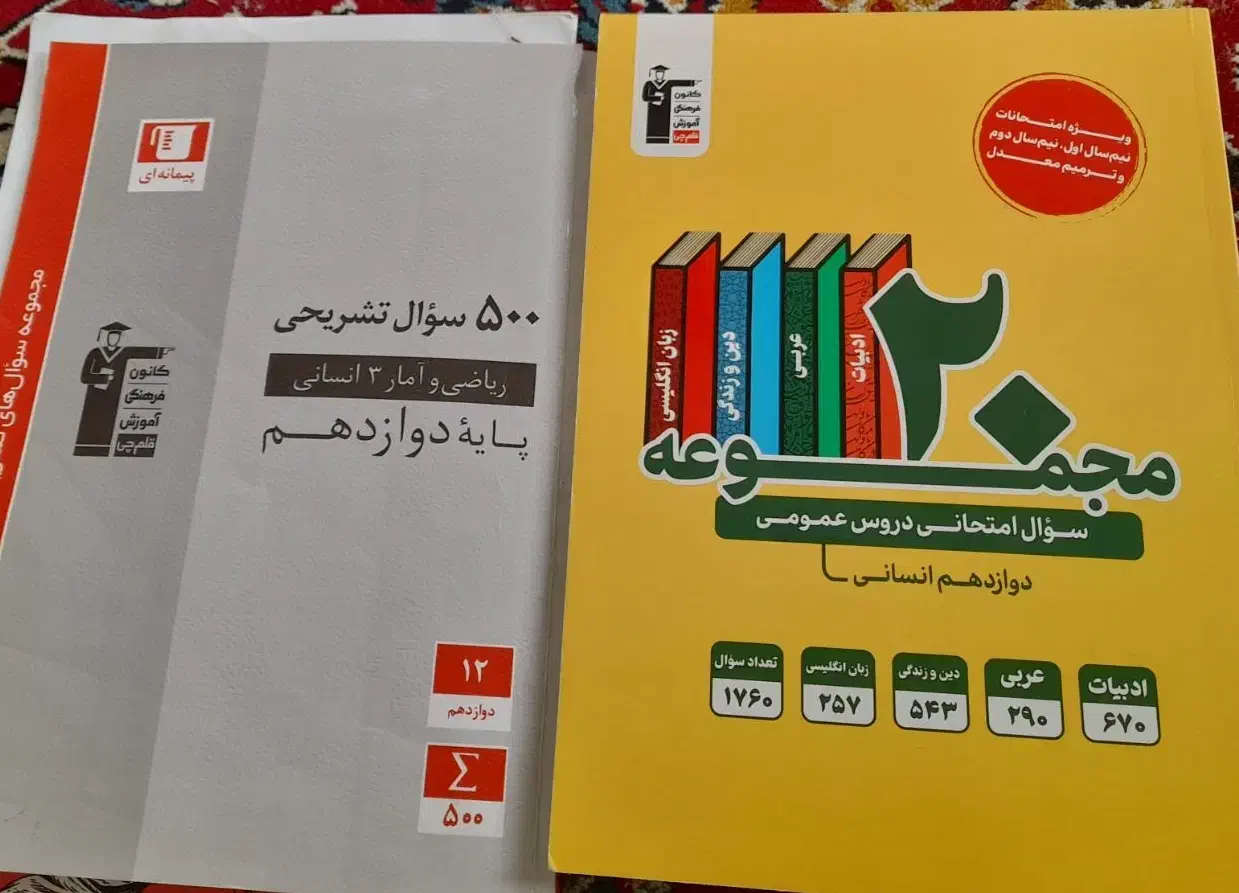 کانون
فرهنگی
آموزش
قلم‌چی
ویژه امتحانات
نیم‌سال اول، نیم‌سال دوم
و ترمیم معدل
زبان انگلیسی
دین و زندگی
عربی
ادبیات
مجموعه ۲۰
سؤال امتحانی دروس عمومی
دوازدهم انسانی
ادبیات
۶۷۰
عربی
۲۹۰
دین و زندگی
۵۴۳
زبان انگلیسی
۲۵۷
تعداد سؤال
۱۷۶۰
پیمانه‌ای
مجموعه سؤال‌های
کانون
فرهنگی
آموزش
قلم‌چی
۵۰۰ سؤال تشریحی
ریاضی و آمار ۳ انسانی
پایهٔ دوازدهم
۱۲
دوازدهم
Σ
۵۰۰